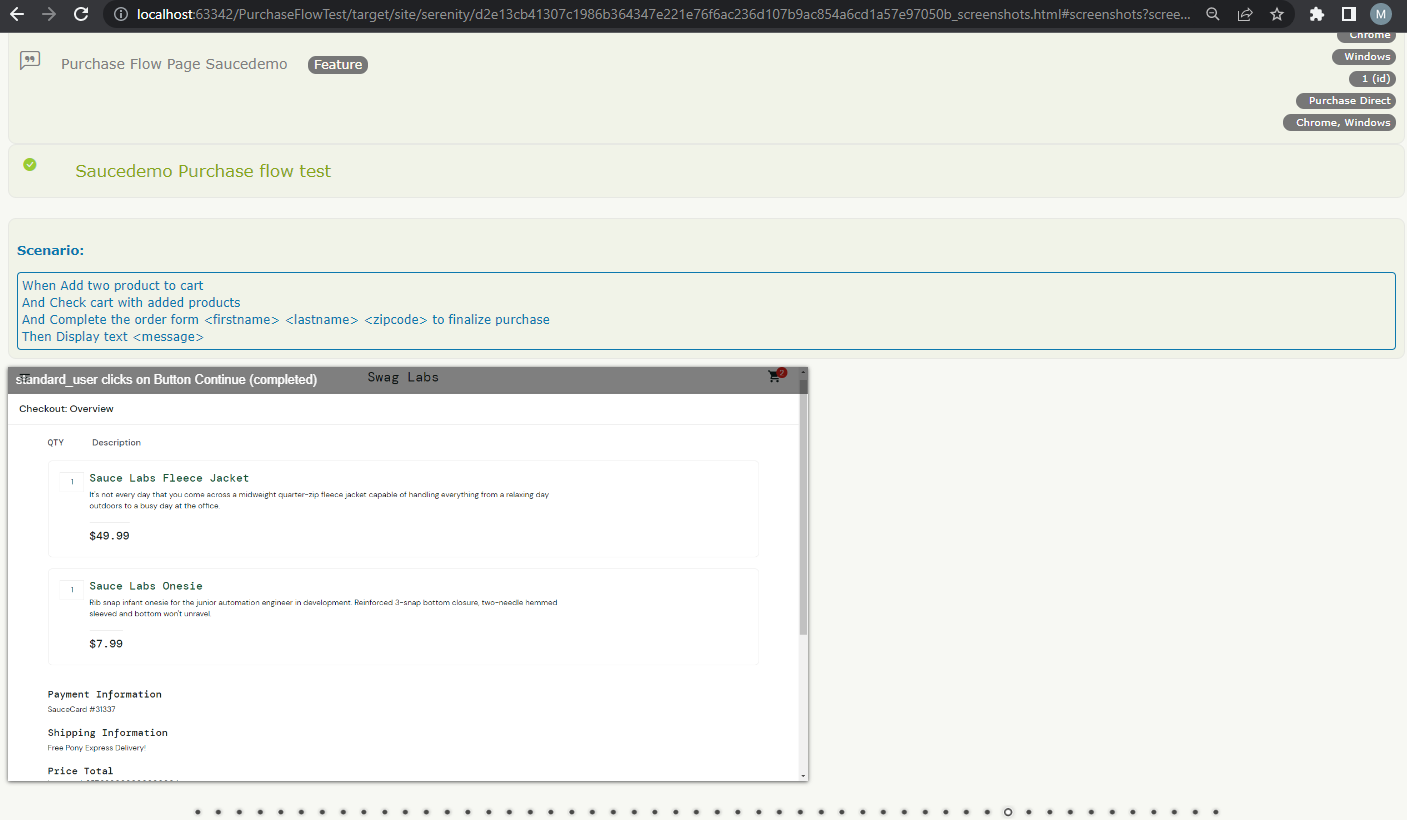 localhost:63342/PurchaseFlowTest/target/site/serenity/d2e13cb41307c1986b364347e221e76f6ac236d107b9ac854a6cd1a57e97050b_screenshots.html#screenshots?scree...
M
Chrome
Purchase Flow Page Saucedemo Feature
Windows
1 (id)
Purchase Direct
Chrome, Windows
Saucedemo Purchase flow test
Scenario:
When Add two product to cart
And Check cart with added products
And Complete the order form <firstname> <lastname> <zipcode> to finalize purchase
Then Display text <message>
standard_user clicks on Button Continue (completed)
Swag Labs
2
Checkout: Overview
QTY Description
1
Sauce Labs Fleece Jacket
It's not every day that you come across a midweight quarter-zip fleece jacket capable of handling everything from a relaxing day
outdoors to a busy day at the office.
$49.99
1
Sauce Labs Onesie
Rib snap infant onesie for the junior automation engineer in development. Reinforced 3-snap bottom closure, two-needle hemmed
sleeved and bottom won't unravel.
$7.99
Payment Information
SauceCard #31337
Shipping Information
Free Pony Express Delivery!
Price Total